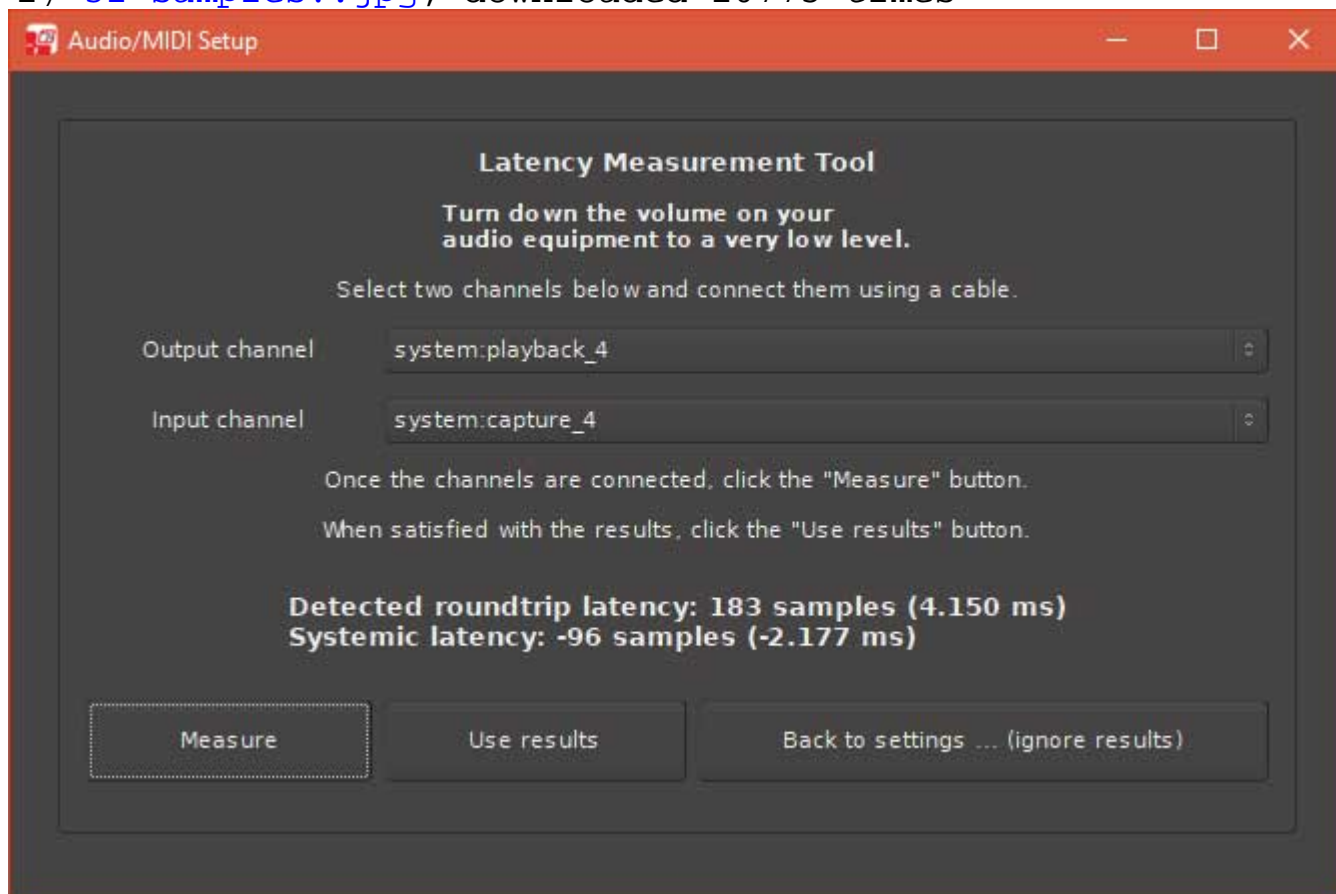 Audio/MIDI Setup
Latency Measurement Tool
Turn down the volume on your
audio equipment to a very low level.
Select two channels below and connect them using a cable.
Output channel system:playback_4
Input channel system:capture_4
Once the channels are connected, click the "Measure" button.
When satisfied with the results, click the "Use results" button.
Detected roundtrip latency: 183 samples (4.150 ms)
Systemic latency: -96 samples (-2.177 ms)
Measure Use results Back to settings ... (ignore results)